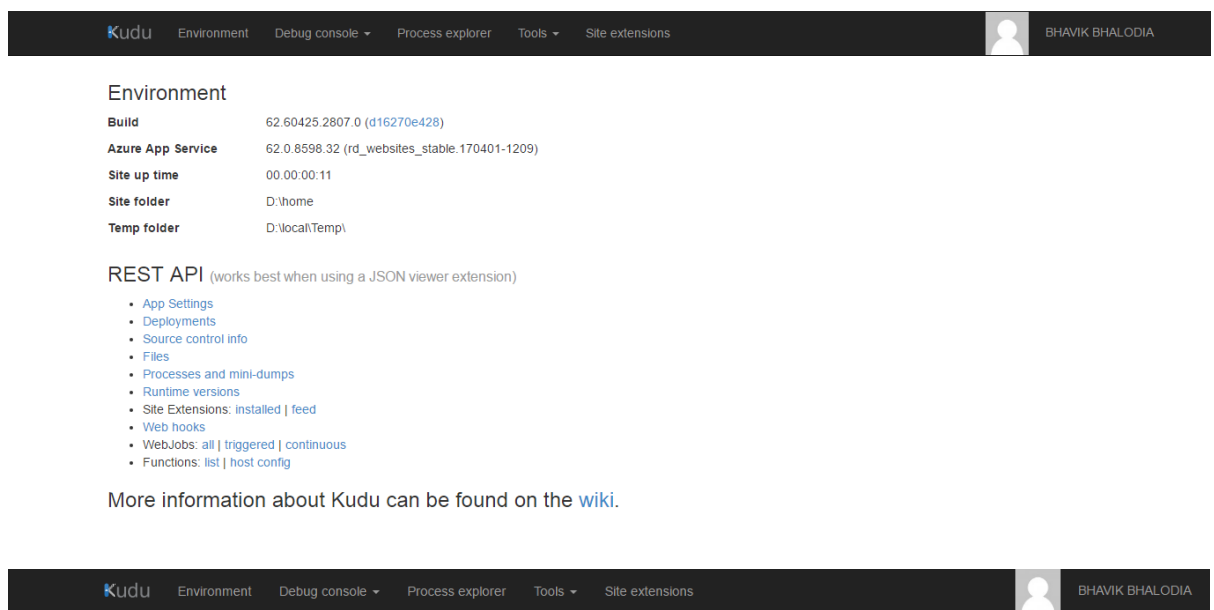 Kudu Environment Debug console Process explorer Tools Site extensions BHAVIK BHALODIA
Environment
Build 62.60425.2807.0 (d16270e428)
Azure App Service 62.0.8598.32 (rd_websites_stable.170401-1209)
Site up time 00.00:00:11
Site folder D:\home
Temp folder D:\local\Temp\
REST API (works best when using a JSON viewer extension)
• App Settings
• Deployments
• Source control info
• Files
• Processes and mini-dumps
• Runtime versions
• Site Extensions: installed | feed
• Web hooks
• WebJobs: all | triggered | continuous
• Functions: list | host config
More information about Kudu can be found on the wiki.
Kudu Environment Debug console Process explorer Tools Site extensions BHAVIK BHALODIA